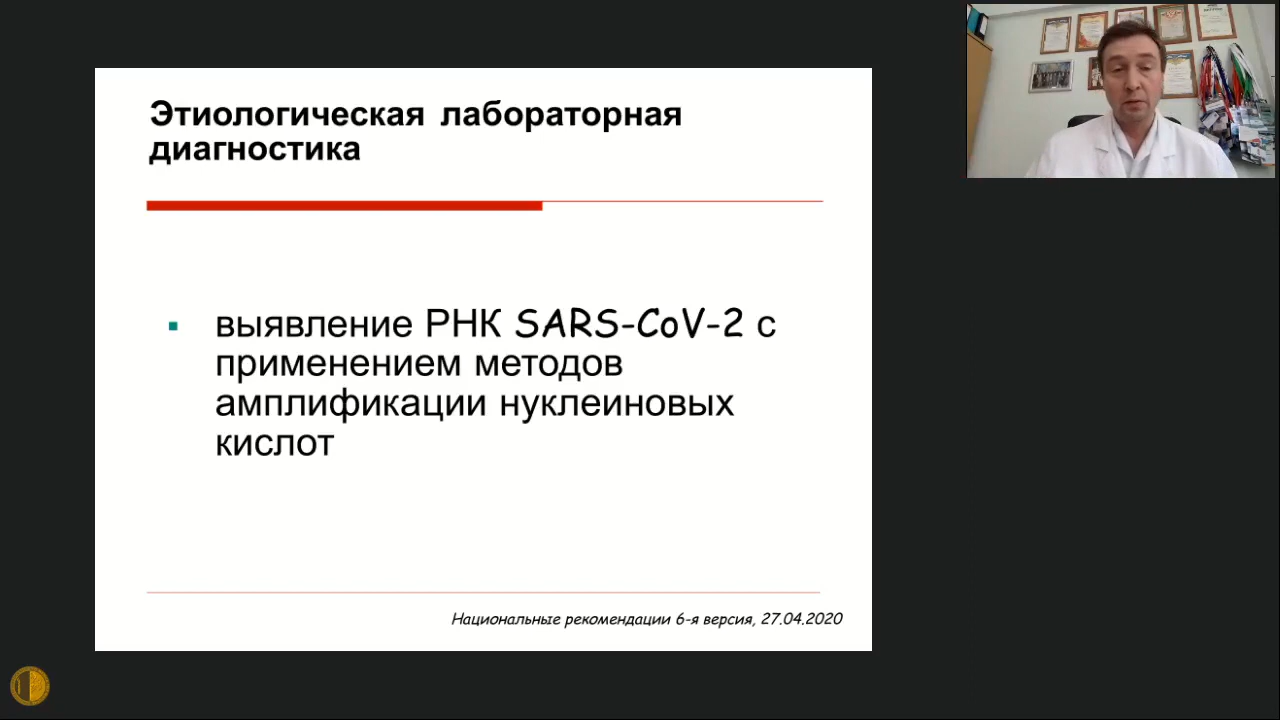 Этиологическая лабораторная
диагностика
выявление РНК SARS-CoV-2 с
применением методов
амплификации нуклеиновых
кислот
Национальные рекомендации 6-я версия, 27.04.2020